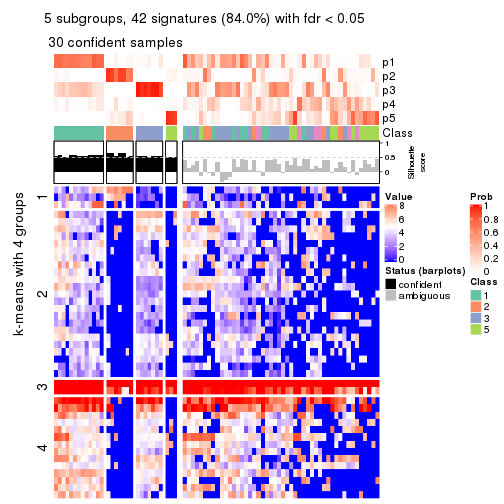 5 subgroups, 42 signatures (84.0%) with fdr < 0.05
30 confident samples
p1
p2
p3
p4
p5
Class
1
0.5
0
Silhouette
score
k-means with 4 groups
1
2
3
4
Value
8
6
4
2
0
Prob
1
0.8
0.6
0.4
0.2
0
Status (barplots)
confident
ambiguous
Class
1
2
3
5